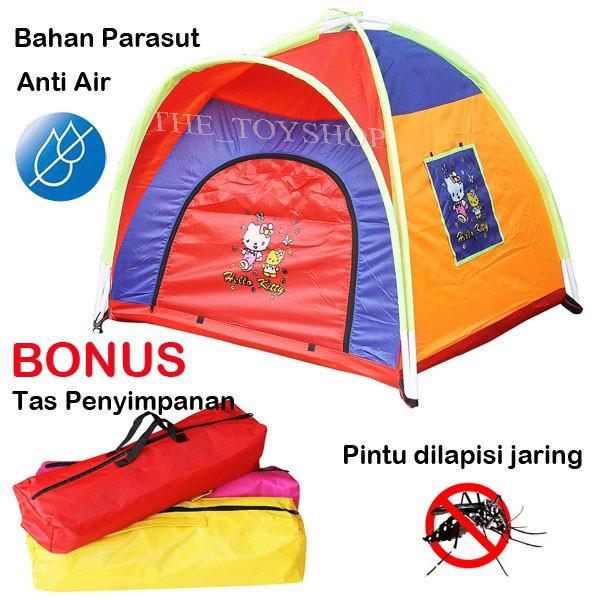 Bahan Parasut
Anti Air
THE_TOYSHOP
Hello Kitty
Hello Kitty
BONUS
Tas Penyimpanan
Pintu dilapisi jaring